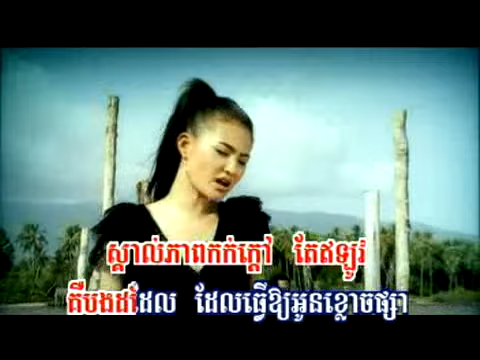 ស្គាល់ភាពកក់ក្ដៅ តែឥឡូវ
គឺបងដដែល ដែលធ្វើឱ្យអូនខ្លោចផ្សា